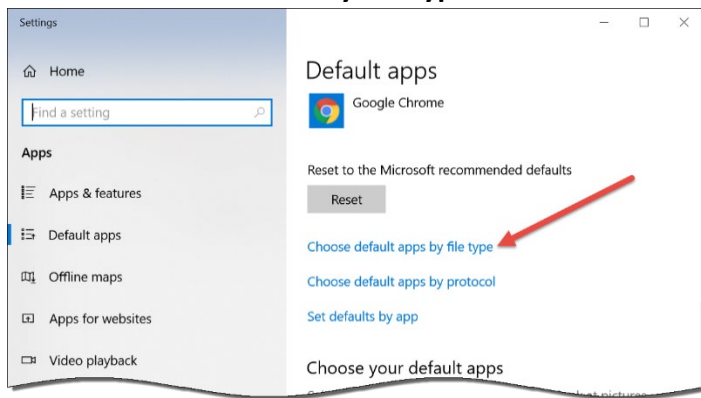 Settings
Home
Default apps
Google Chrome
Find a setting
Apps
Reset to the Microsoft recommended defaults
Apps & features
Reset
Default apps
Choose default apps by file type
Offline maps
Choose default apps by protocol
Apps for websites
Set defaults by app
Video playback
Choose your default apps